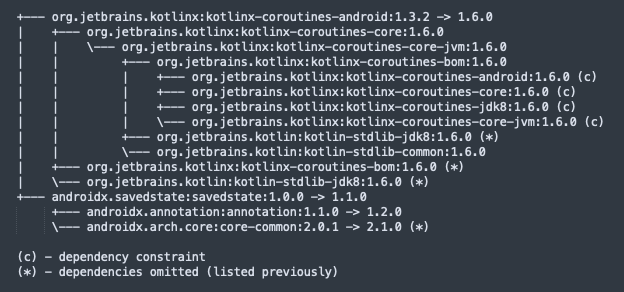 +--- org.jetbrains.kotlinx:kotlinx-coroutines-android:1.3.2 -> 1.6.0
|    +--- org.jetbrains.kotlinx:kotlinx-coroutines-core:1.6.0
|    |    \--- org.jetbrains.kotlinx:kotlinx-coroutines-core-jvm:1.6.0
|    |         +--- org.jetbrains.kotlinx:kotlinx-coroutines-bom:1.6.0
|    |         |    +--- org.jetbrains.kotlinx:kotlinx-coroutines-android:1.6.0 (c)
|    |         |    +--- org.jetbrains.kotlinx:kotlinx-coroutines-core:1.6.0 (c)
|    |         |    +--- org.jetbrains.kotlinx:kotlinx-coroutines-jdk8:1.6.0 (c)
|    |         |    \--- org.jetbrains.kotlinx:kotlinx-coroutines-core-jvm:1.6.0 (c)
|    |         +--- org.jetbrains.kotlin:kotlin-stdlib-jdk8:1.6.0 (*)
|    |         \--- org.jetbrains.kotlin:kotlin-stdlib-common:1.6.0
|    +--- org.jetbrains.kotlinx:kotlinx-coroutines-bom:1.6.0 (*)
|    \--- org.jetbrains.kotlin:kotlin-stdlib-jdk8:1.6.0 (*)
+--- androidx.savedstate:savedstate:1.0.0 -> 1.1.0
|    +--- androidx.annotation:annotation:1.1.0 -> 1.2.0
|    \--- androidx.arch.core:core-common:2.0.1 -> 2.1.0 (*)
(c) - dependency constraint
(*) - dependencies omitted (listed previously)